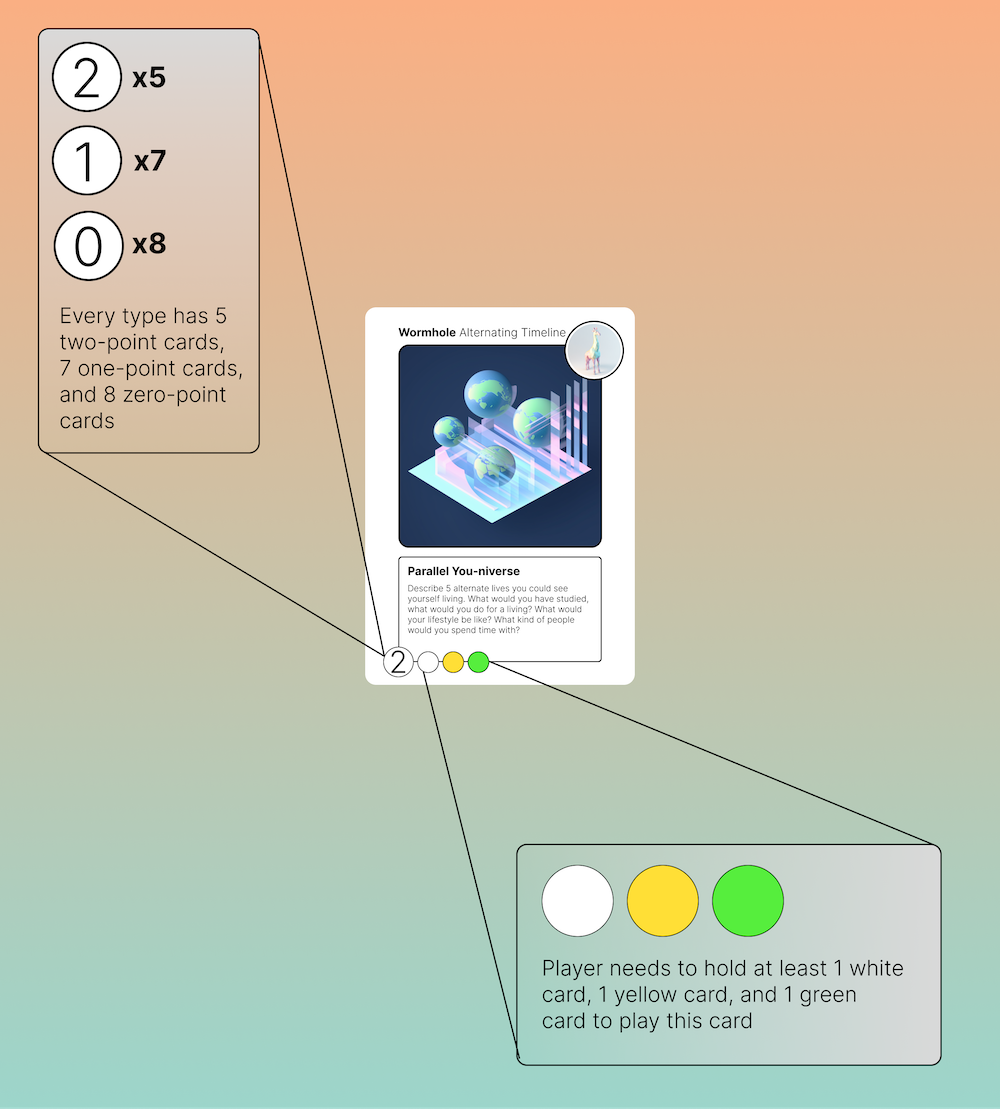 2 x5
1 x7
0 x8
Every type has 5
two-point cards,
7 one-point cards,
and 8 zero-point
cards
Wormhole Alternating Timeline
Parallel You-niverse
Describe 5 alternate lives you could see
yourself living. What would you have studied,
what would you do for a living? What would
your lifestyle be like? What kind of people
would you spend time with?
2
Player needs to hold at least 1 white
card, 1 yellow card, and 1 green
card to play this card